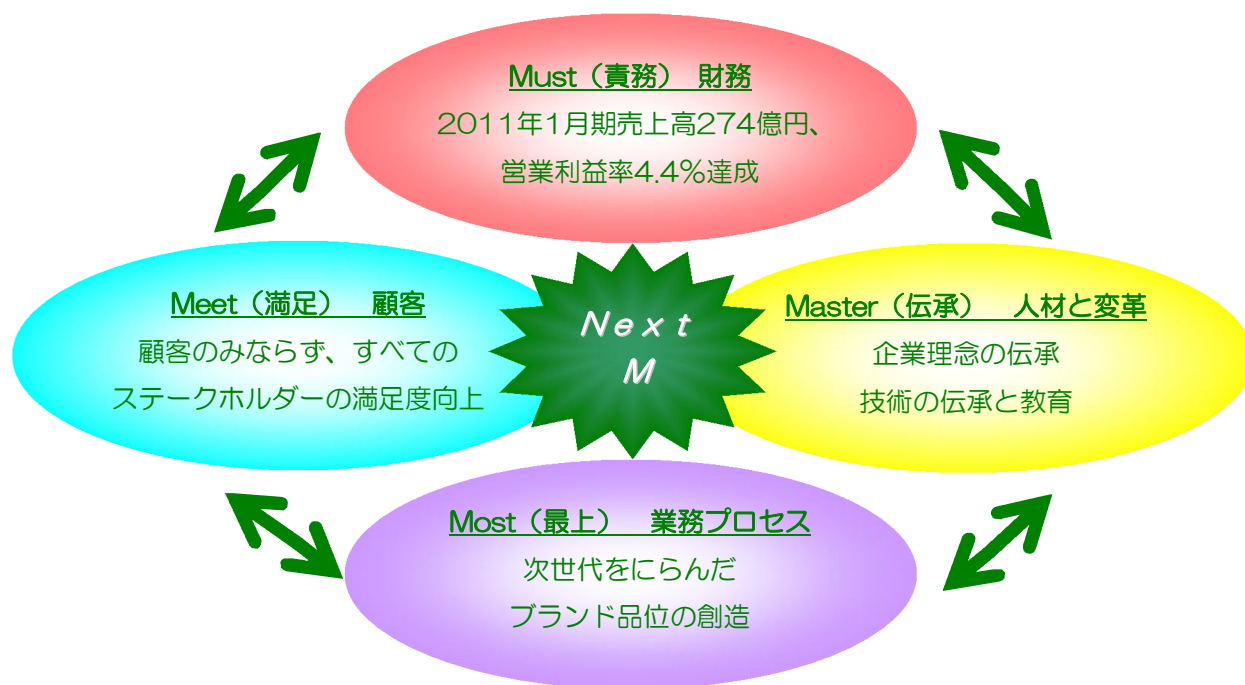 Must（責務）　財務
2011年1月期売上高274億円、
営業利益率4.4％達成
Meet（満足）　顧客
顧客のみならず、すべての
ステークホルダーの満足度向上
Next
M
Master（伝承）　人材と変革
企業理念の伝承
技術の伝承と教育
Most（最上）　業務プロセス
次世代をにらんだ
ブランド品位の創造